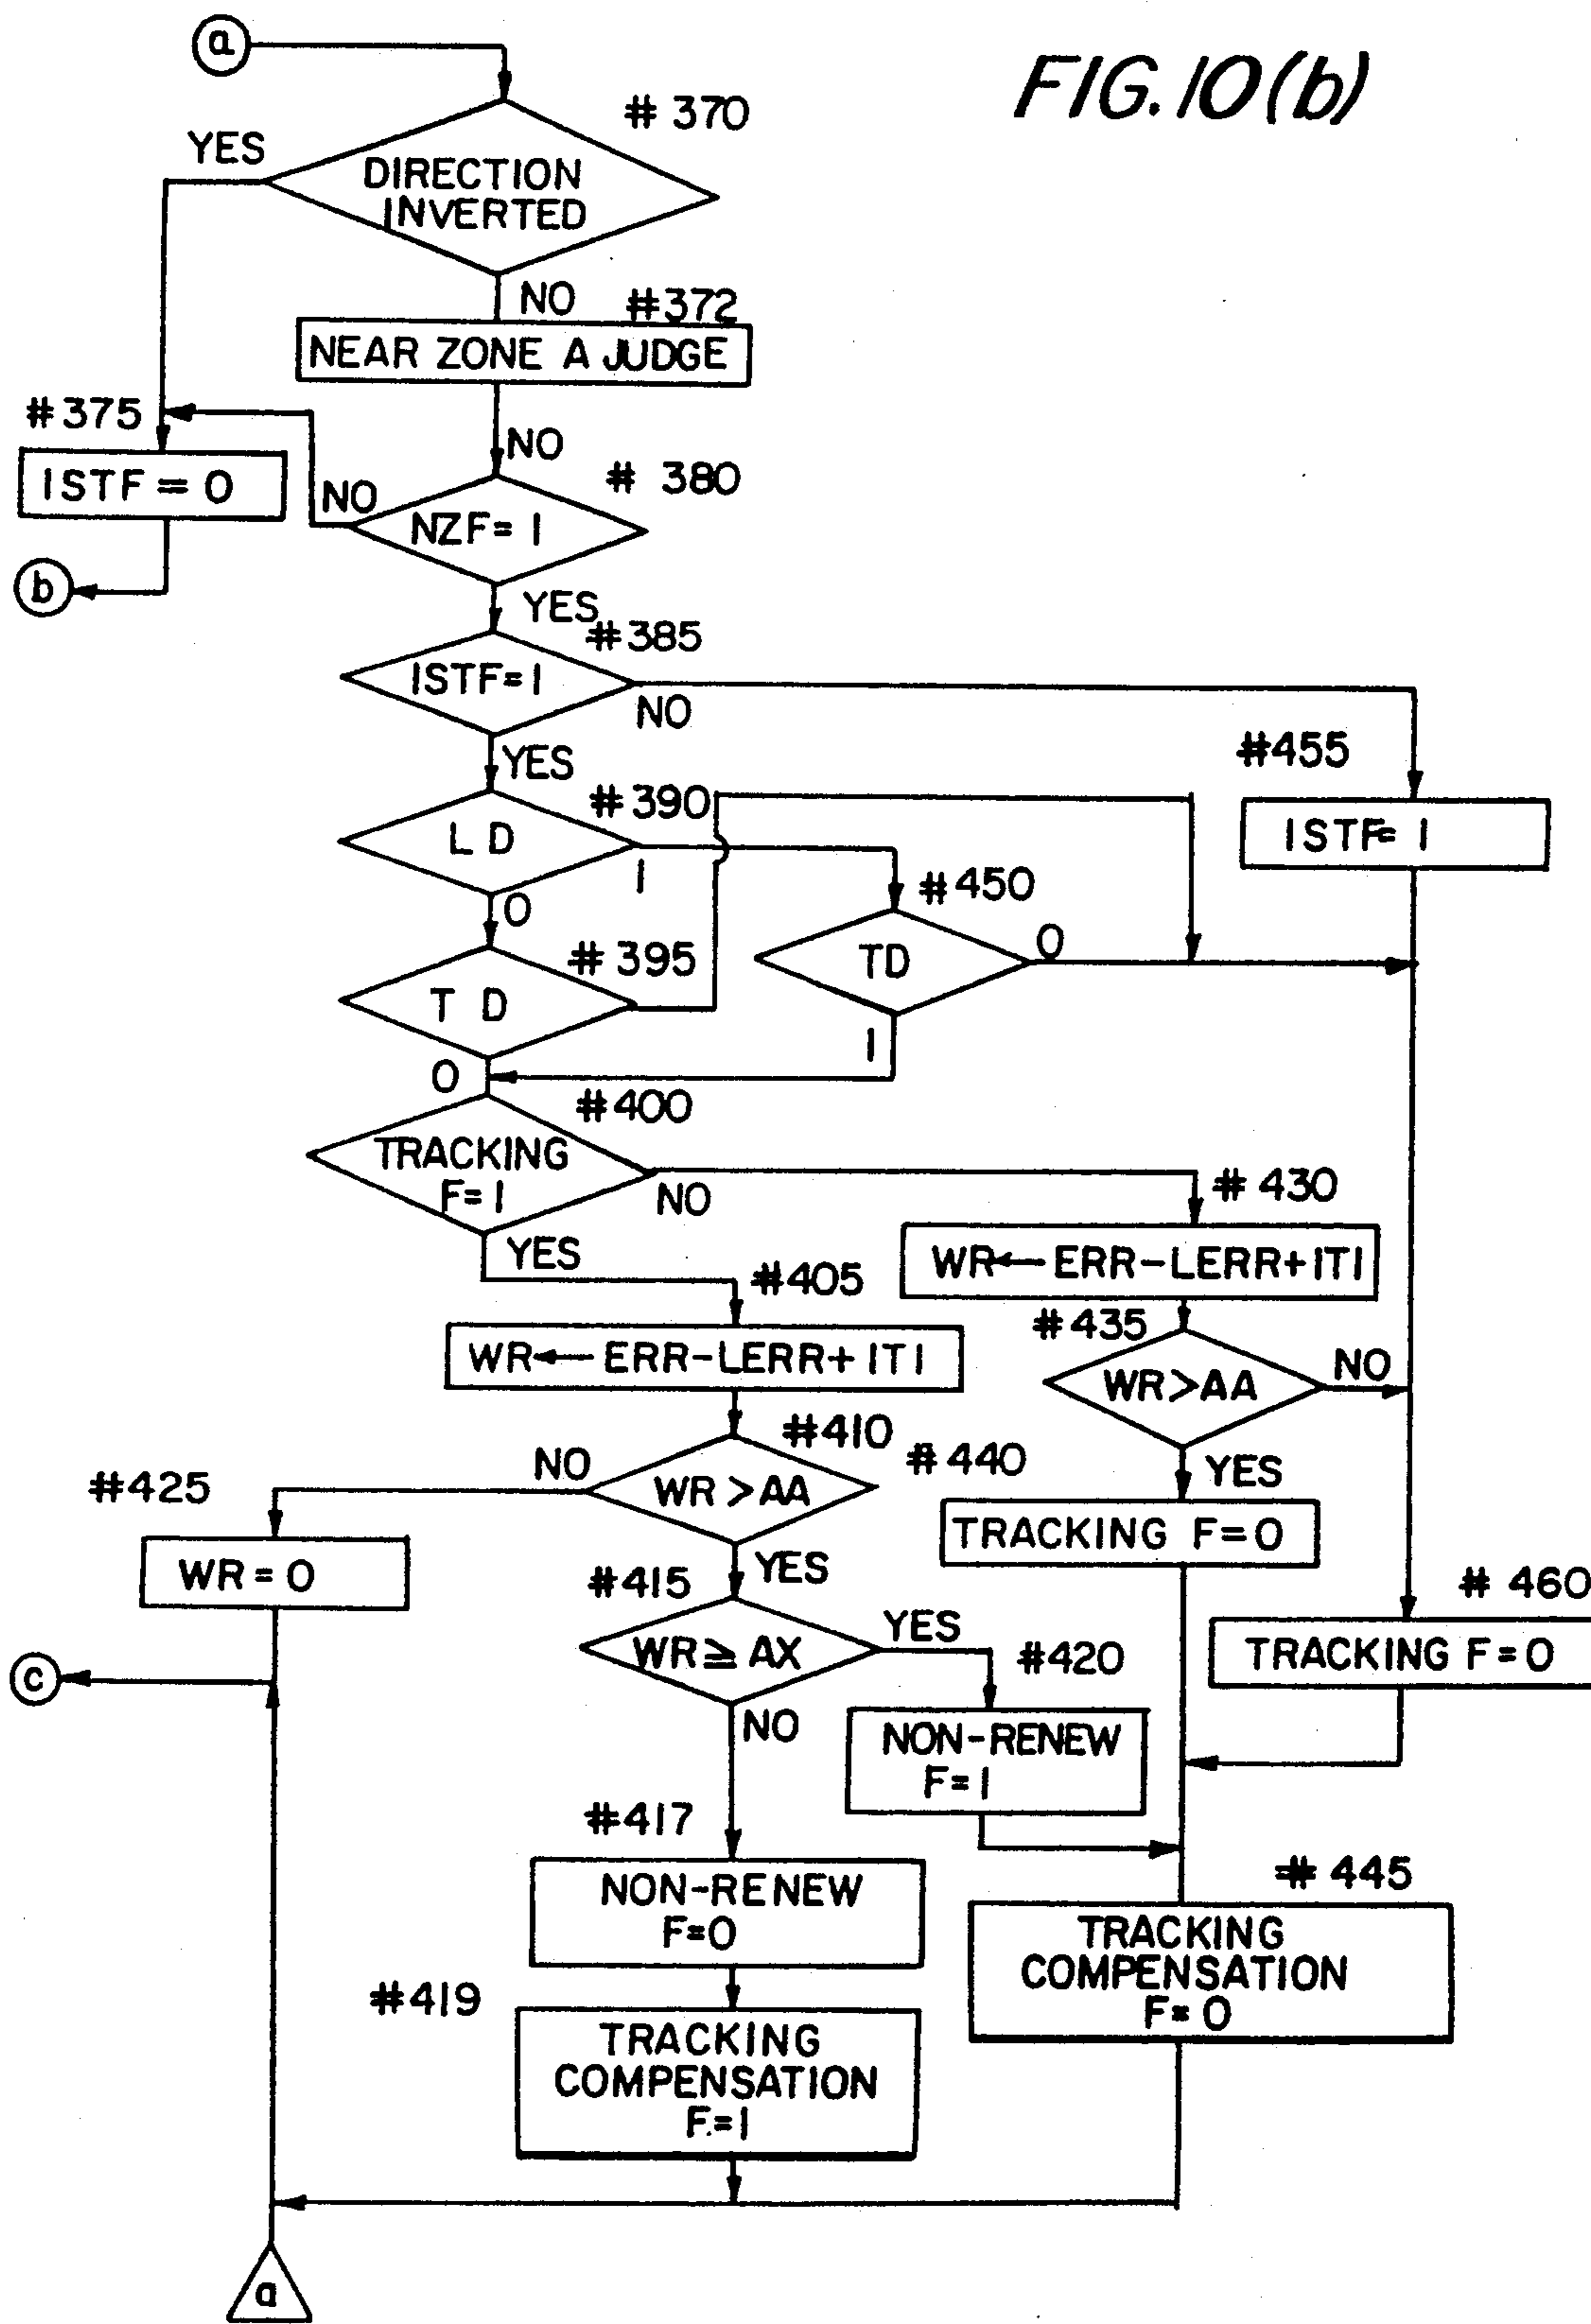 FIG. 10(b)
a
# 370
YES
DIRECTION
INVERTED
NO
#372
NEAR ZONE A JUDGE
#375
NO
# 380
ISTF = 0
NO
NZF= 1
b
YES
#385
ISTF=1
NO
YES
#455
#390
ISTF= 1
L D
1
#450
0
# 395
TD
0
T D
1
0
#400
TRACKING
F=1
NO
# 430
YES
WR←ERR-LERR+ITI
#405
#435
WR←ERR-LERR+ITI
WR>AA
NO
#410
NO
# 440
YES
#425
WR >AA
TRACKING F=0
WR = 0
YES
#415
# 460
WR≧AX
YES
#420
TRACKING F=0
c
NO
NON-RENEW
F=1
#417
NON-RENEW
F=0
# 445
TRACKING
COMPENSATION
F=0
#419
TRACKING
COMPENSATION
F=1
a